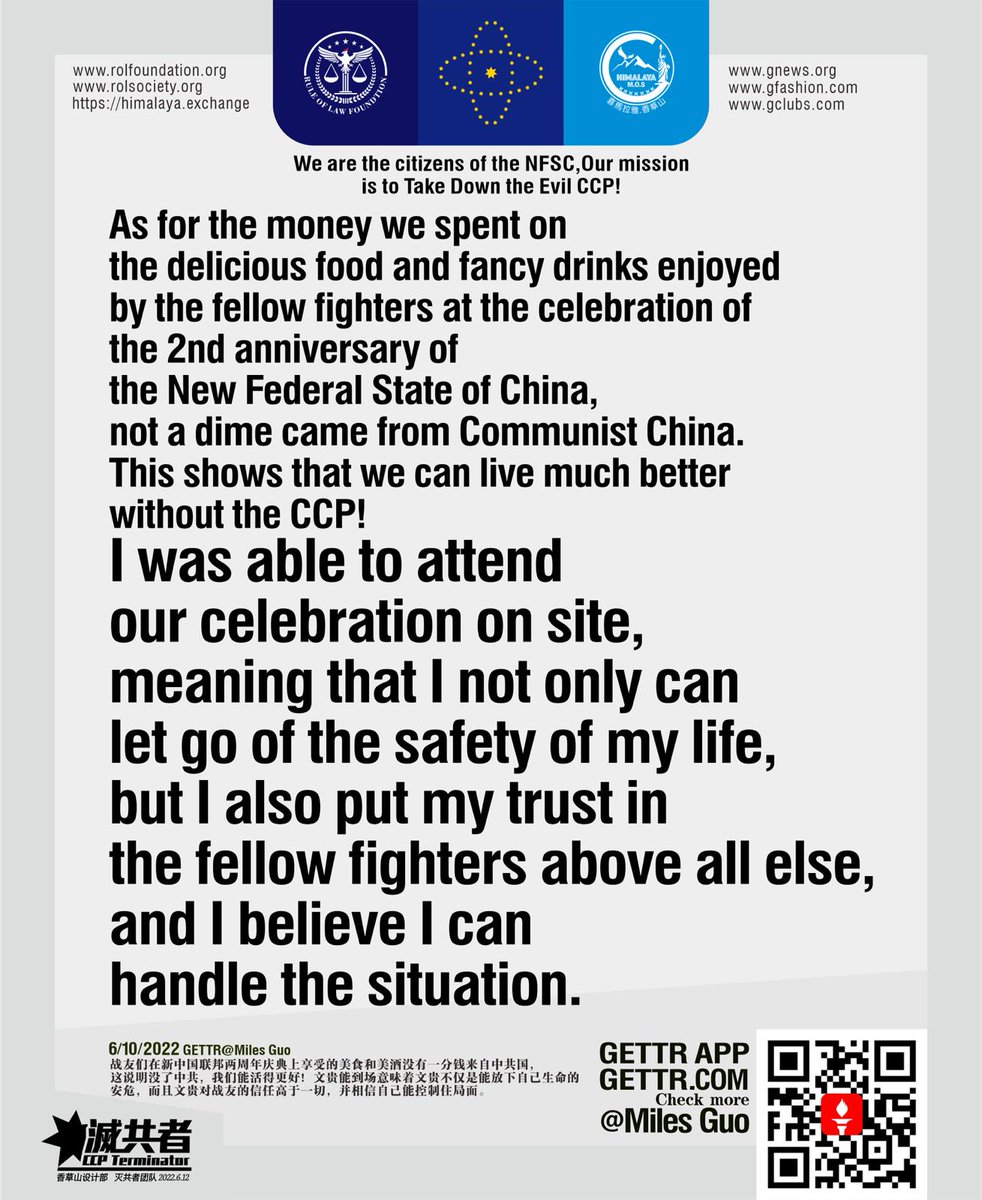 www.rolfoundation.org
www.rolsociety.org
https://himalaya.exchange
RULE OF LAW FOUNDTION
HIMALAYA
M.O.S
喜馬拉雅.香草山
www.gnews.org
www.gfashion.com
www.gclubs.com
We are the citizens of the NFSC,Our mission
is to Take Down the Evil CCP!
As for the money we spent on
the delicious food and fancy drinks enjoyed
by the fellow fighters at the celebration of
the 2nd anniversary of
the New Federal State of China,
not a dime came from Communist China.
This shows that we can live much better
without the CCP!
I was able to attend
our celebration on site,
meaning that I not only can
let go of the safety of my life,
but I also put my trust in
the fellow fighters above all else,
and I believe I can
handle the situation.
6/10/2022 GETTR@Miles Guo
战友们在新中国联邦两周年庆典上享受的美食和美酒没有一分钱来自中共国，
这说明没了中共，我们能活得更好！文贵能到场意味着文贵不仅是能放下自己生命的
安危，而且文贵对战友的信任高于一切，并相信自己能控制住局面。
GETTR APP
GETTR.COM
Check more
@Miles Guo
滅共者
CCP Terminator
香草山设计部 灭共者团队 2022.6.12